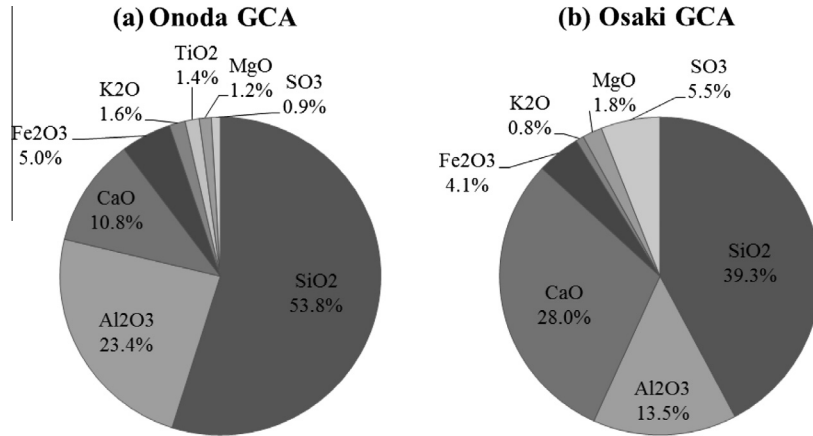 (a) Onoda GCA
TiO2
1.4%
MgO
1.2%
SO3
0.9%
K2O
1.6%
Fe2O3
5.0%
CaO
10.8%
SiO2
53.8%
Al2O3
23.4%
(b) Osaki GCA
SO3
5.5%
MgO
1.8%
K2O
0.8%
Fe2O3
4.1%
SiO2
39.3%
CaO
28.0%
Al2O3
13.5%